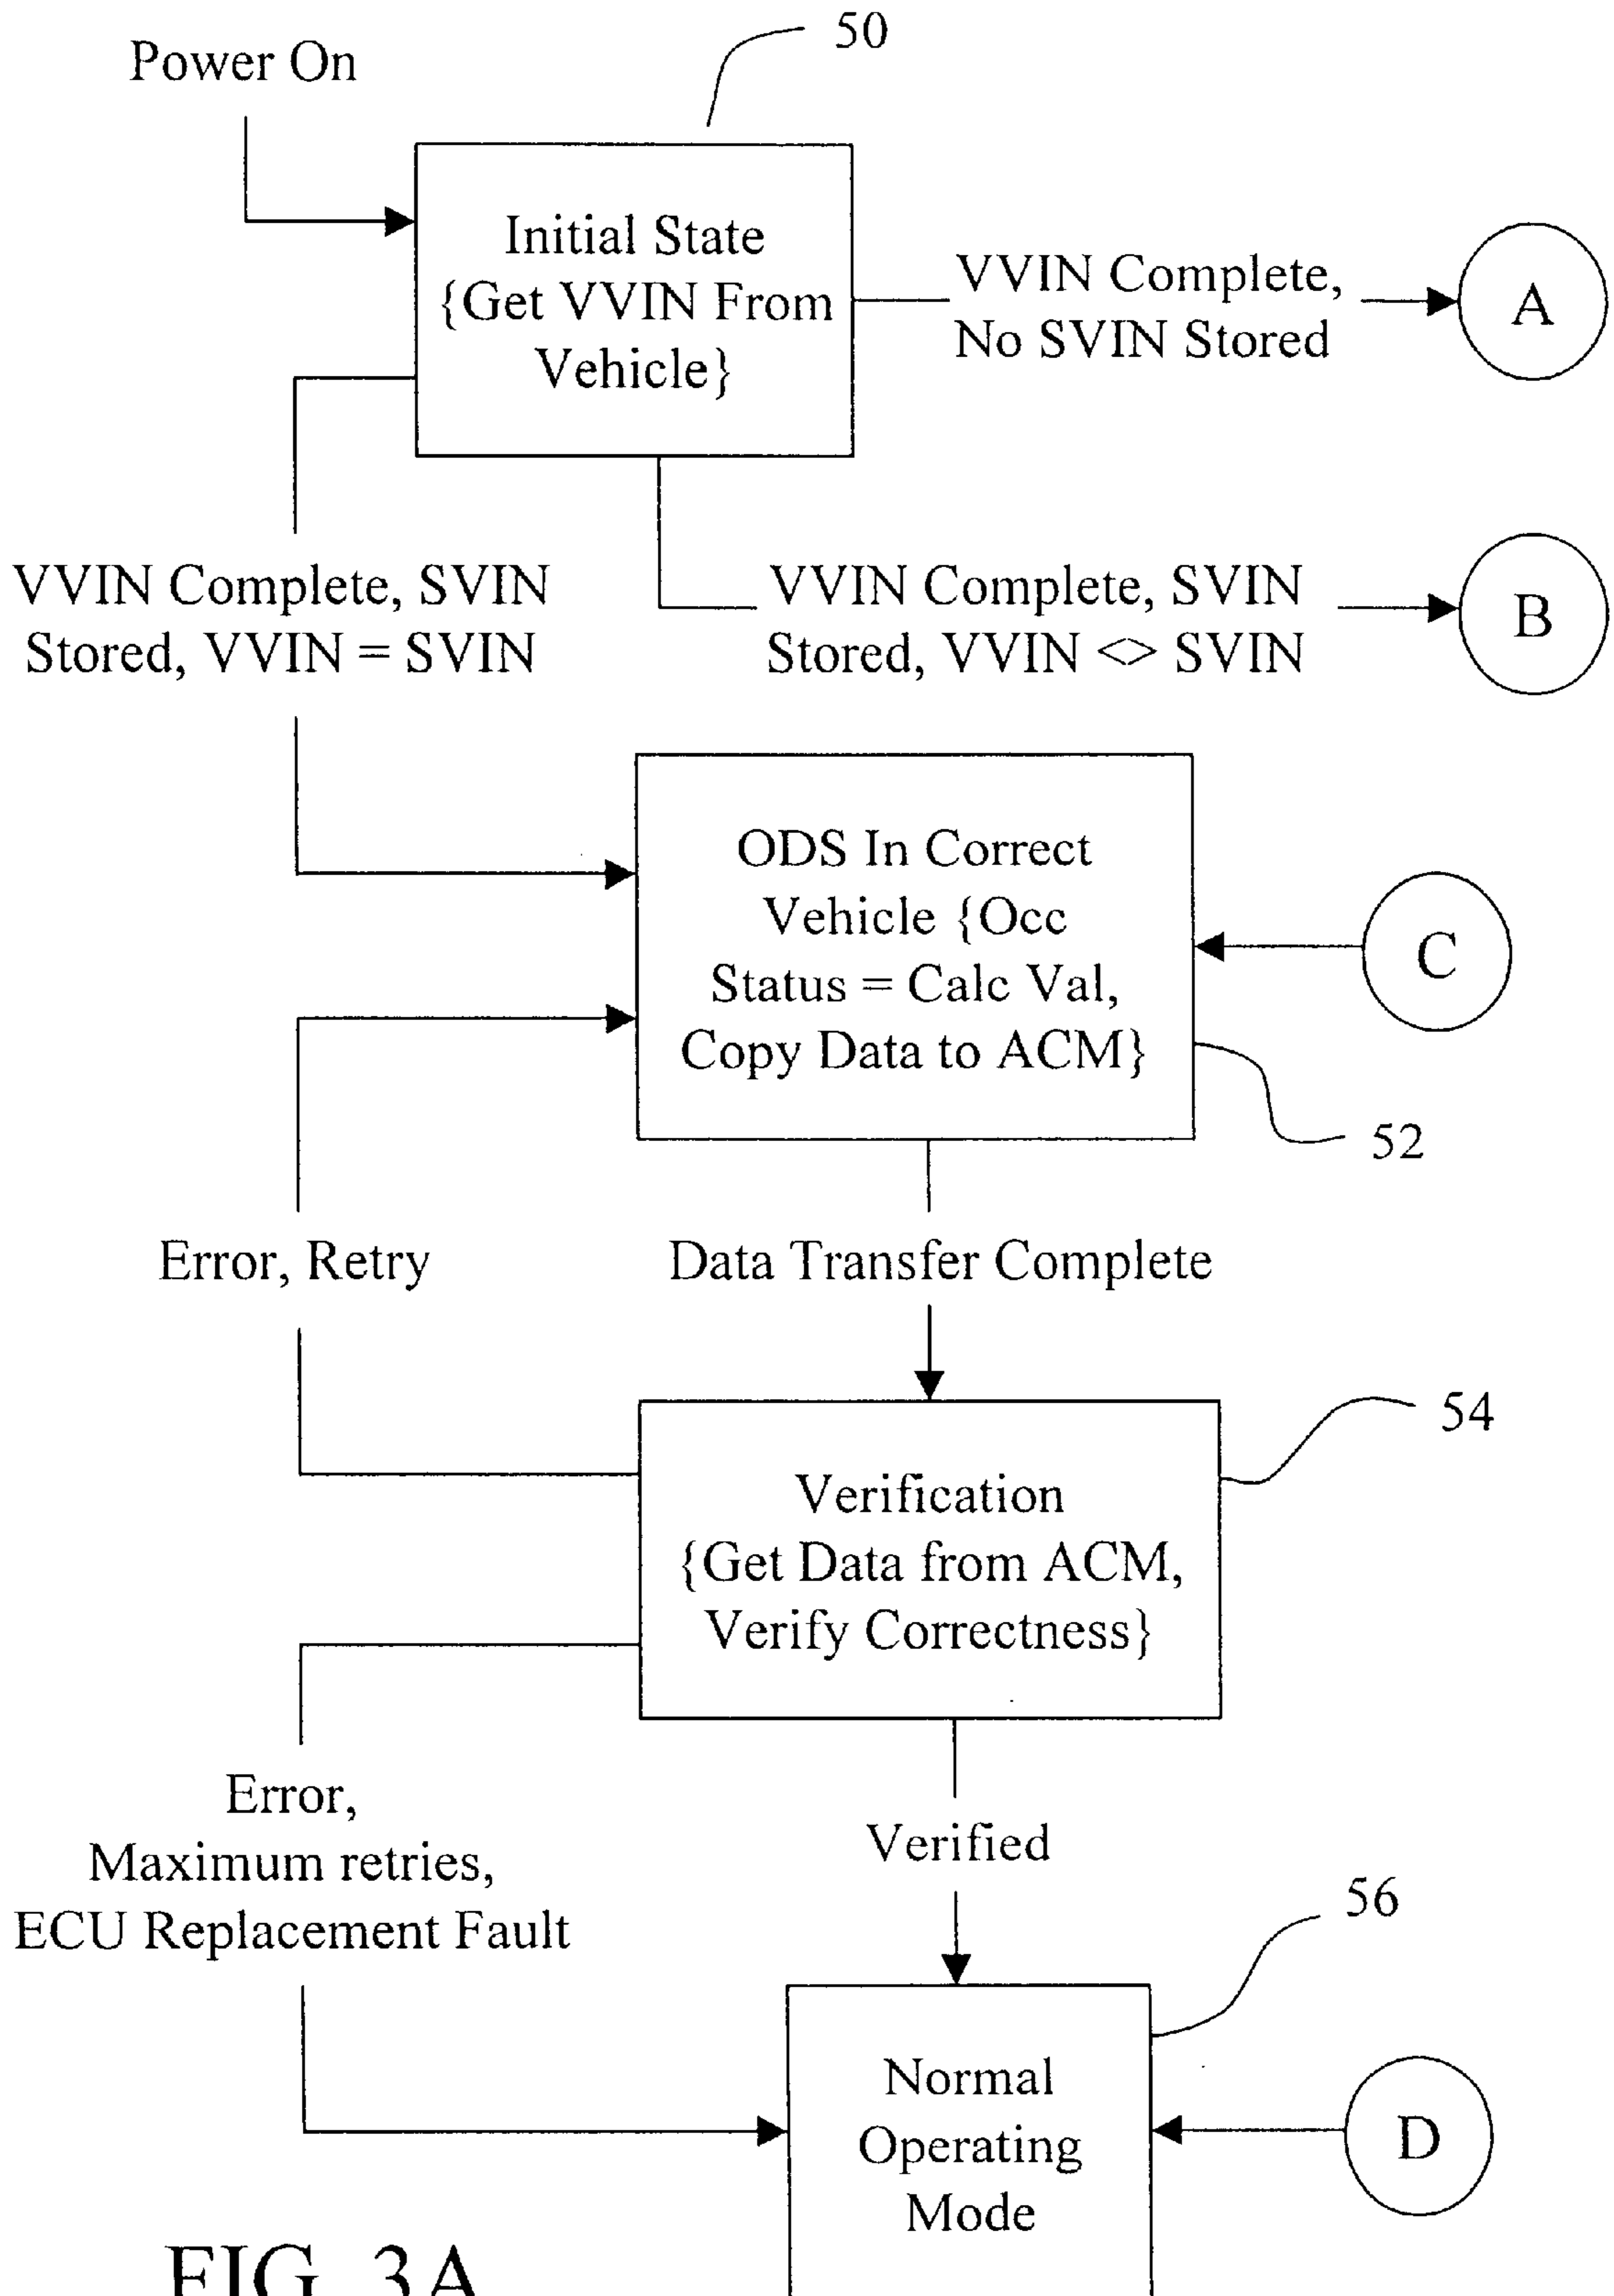 50
Power On
Initial State
{Get VVIN From
Vehicle}
VVIN Complete,
No SVIN Stored
A
VVIN Complete, SVIN
Stored, VVIN = SVIN
VVIN Complete, SVIN
Stored, VVIN <> SVIN
B
ODS In Correct
Vehicle {Occ
Status = Calc Val,
Copy Data to ACM}
C
52
Error, Retry
Data Transfer Complete
54
Verification
{Get Data from ACM,
Verify Correctness}
Error,
Maximum retries,
ECU Replacement Fault
Verified
56
Normal
Operating
Mode
D
FIG. 3A